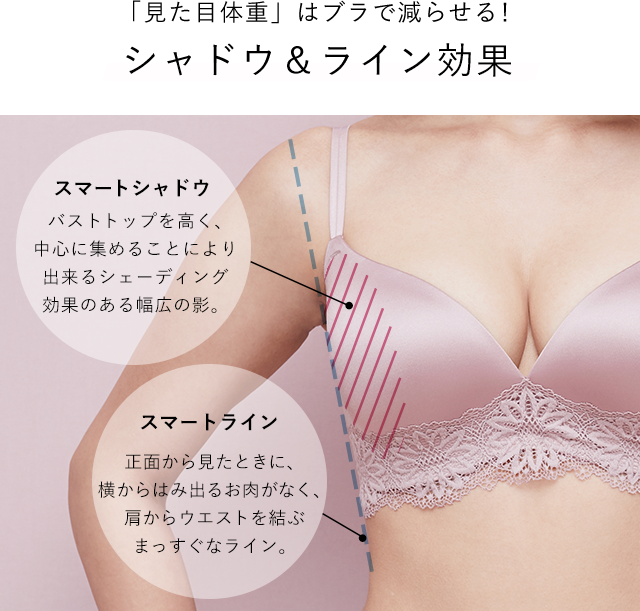 「見た目体重」はブラで減らせる!
シャドウ&ライン効果
スマートシャドウ
バストトップを高く、
中心に集めることにより
出来るシェーディング
効果のある幅広の影。
スマートライン
正面から見たときに、
横からはみ出るお肉がなく、
肩からウエストを結ぶ
まっすぐなライン。